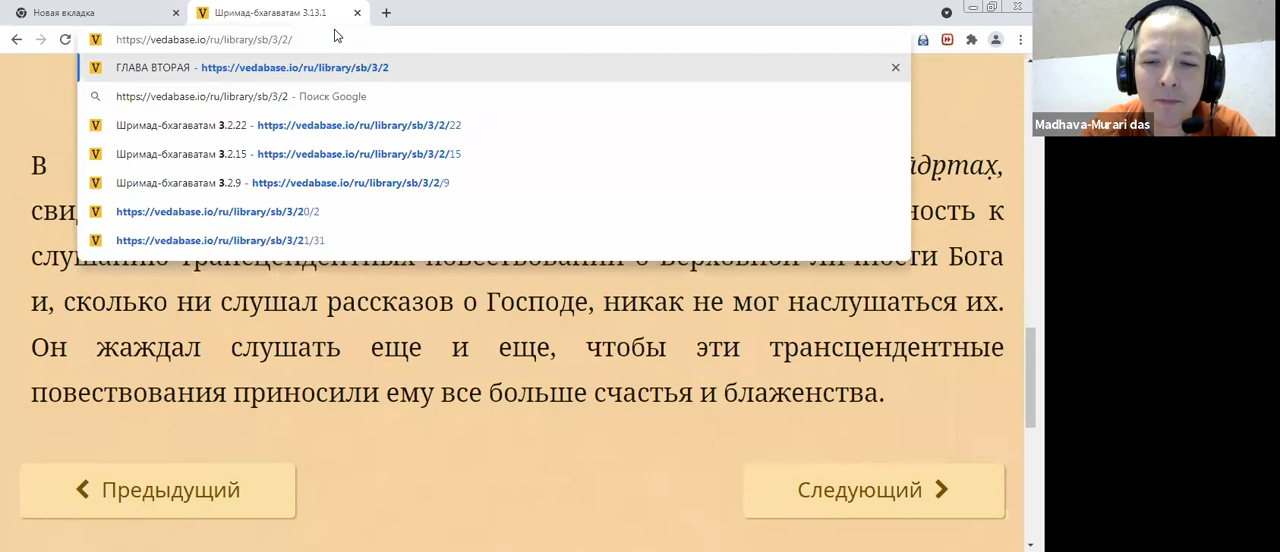 Новая вкладка
Шримад-бхагаватам 3.13.1
https://vedabase.io/ru/library/sb/3/2/
ГЛАВА ВТОРАЯ - https://vedabase.io/ru/library/sb/3/2
https://vedabase.io/ru/library/sb/3/2 - Поиск Google
Шримад-бхагаватам 3.2.22 - https://vedabase.io/ru/library/sb/3/2/22
Шримад-бхагаватам 3.2.15 - https://vedabase.io/ru/library/sb/3/2/15
Шримад-бхагаватам 3.2.9 - https://vedabase.io/ru/library/sb/3/2/9
https://vedabase.io/ru/library/sb/3/20/2
https://vedabase.io/ru/library/sb/3/21/31
Madhava-Murari das
В
к
Бога
и, сколько ни слушал рассказов о Господе, никак не мог наслушаться их.
Он жаждал слушать еще и еще, чтобы эти трансцендентные
повествования приносили ему все больше счастья и блаженства.
Предыдущий
Следующий